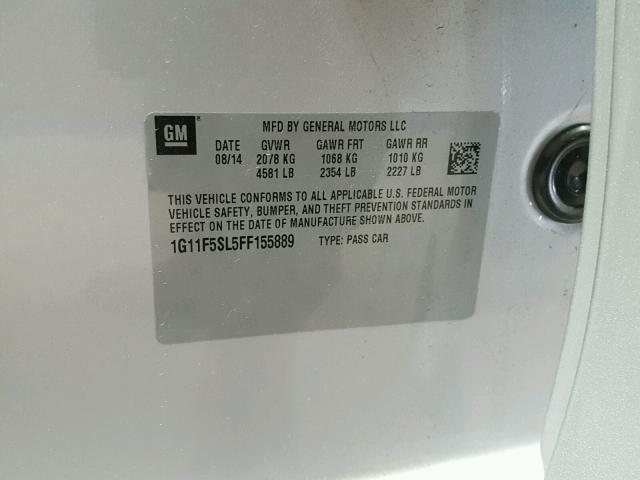 GM ®
MFD BY GENERAL MOTORS LLC
DATE GVWR GAWR FRT GAWR RR
08/14 2078 KG 1068 KG 1010 KG
4581 LB 2354 LB 2227 LB
THIS VEHICLE CONFORMS TO ALL APPLICABLE U.S. FEDERAL MOTOR
VEHICLE SAFETY, BUMPER, AND THEFT PREVENTION STANDARDS IN
EFFECT ON THE DATE OF MANUFACTURE SHOWN ABOVE.
1G11F5SL5FF155889 TYPE: PASS CAR